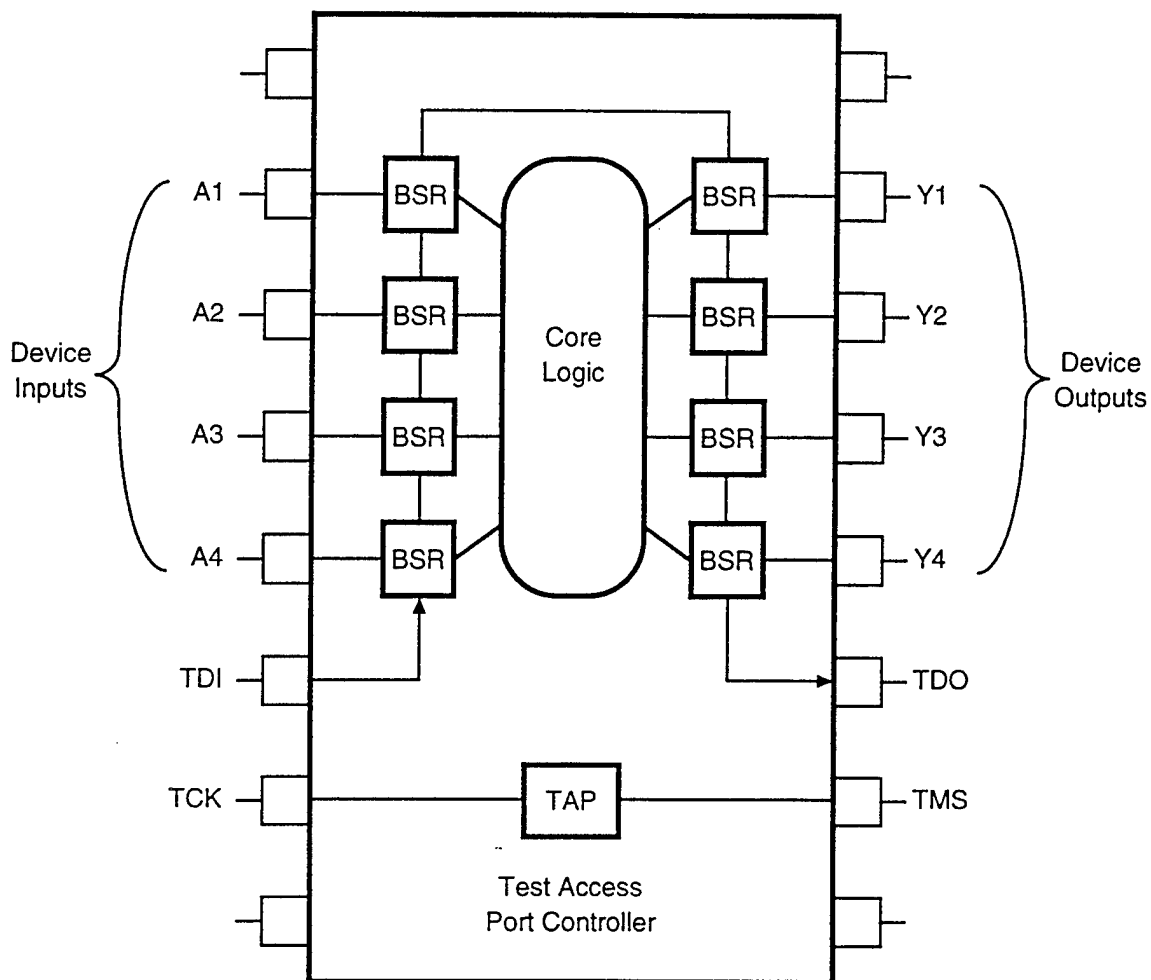 A1
BSR
BSR
Y1
A2
BSR
BSR
Y2
Device
Inputs
Core
Logic
Device
Outputs
A3
BSR
BSR
Y3
A4
BSR
BSR
Y4
TDI
TDO
TCK
TAP
TMS
Test Access
Port Controller